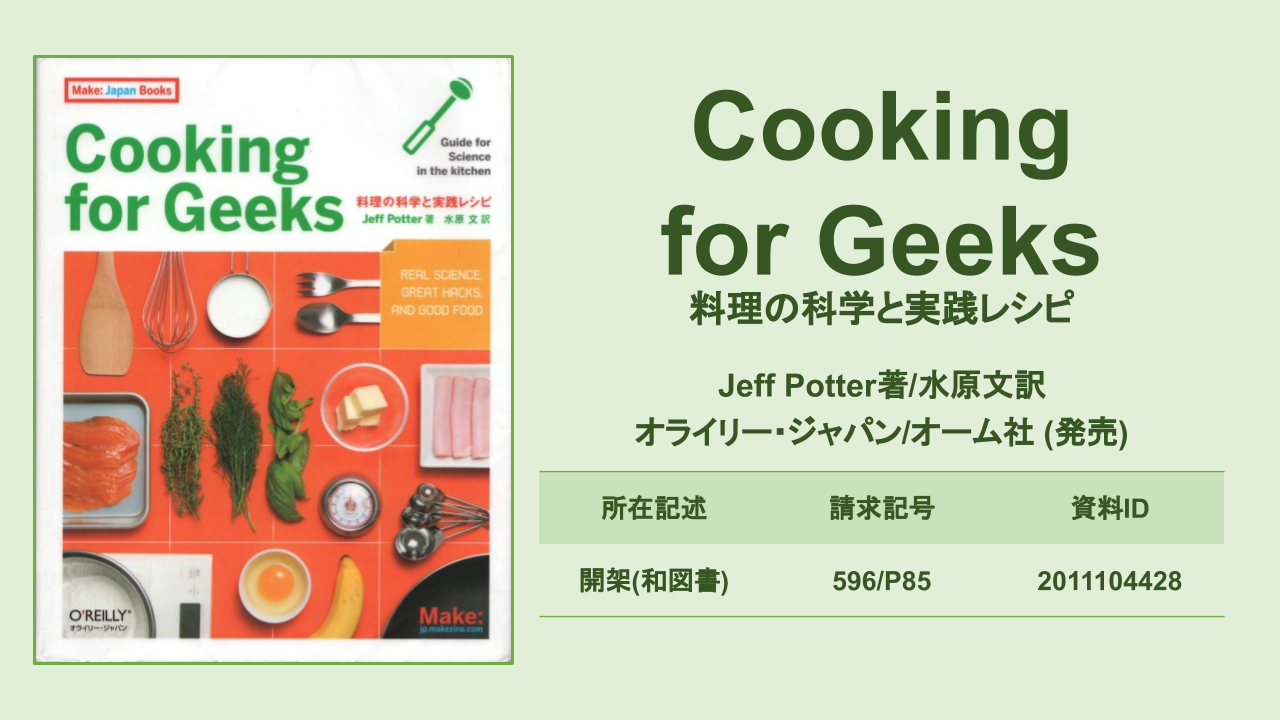 Make: Japan Books
Cooking
for Geeks
Guide for
Science
in the kitchen
料理の科学と実践レシピ
Jeff Potter 著 水原 文 訳
REAL SCIENCE,
GREAT HACKS,
AND GOOD FOOD
O'REILLY®
オライリー・ジャパン
Make:
jp.makezine.com
Cooking
for Geeks
料理の科学と実践レシピ
Jeff Potter著/水原文訳
オライリー・ジャパン/オーム社 (発売)
所在記述 請求記号 資料ID
開架(和図書) 596/P85 2011104428